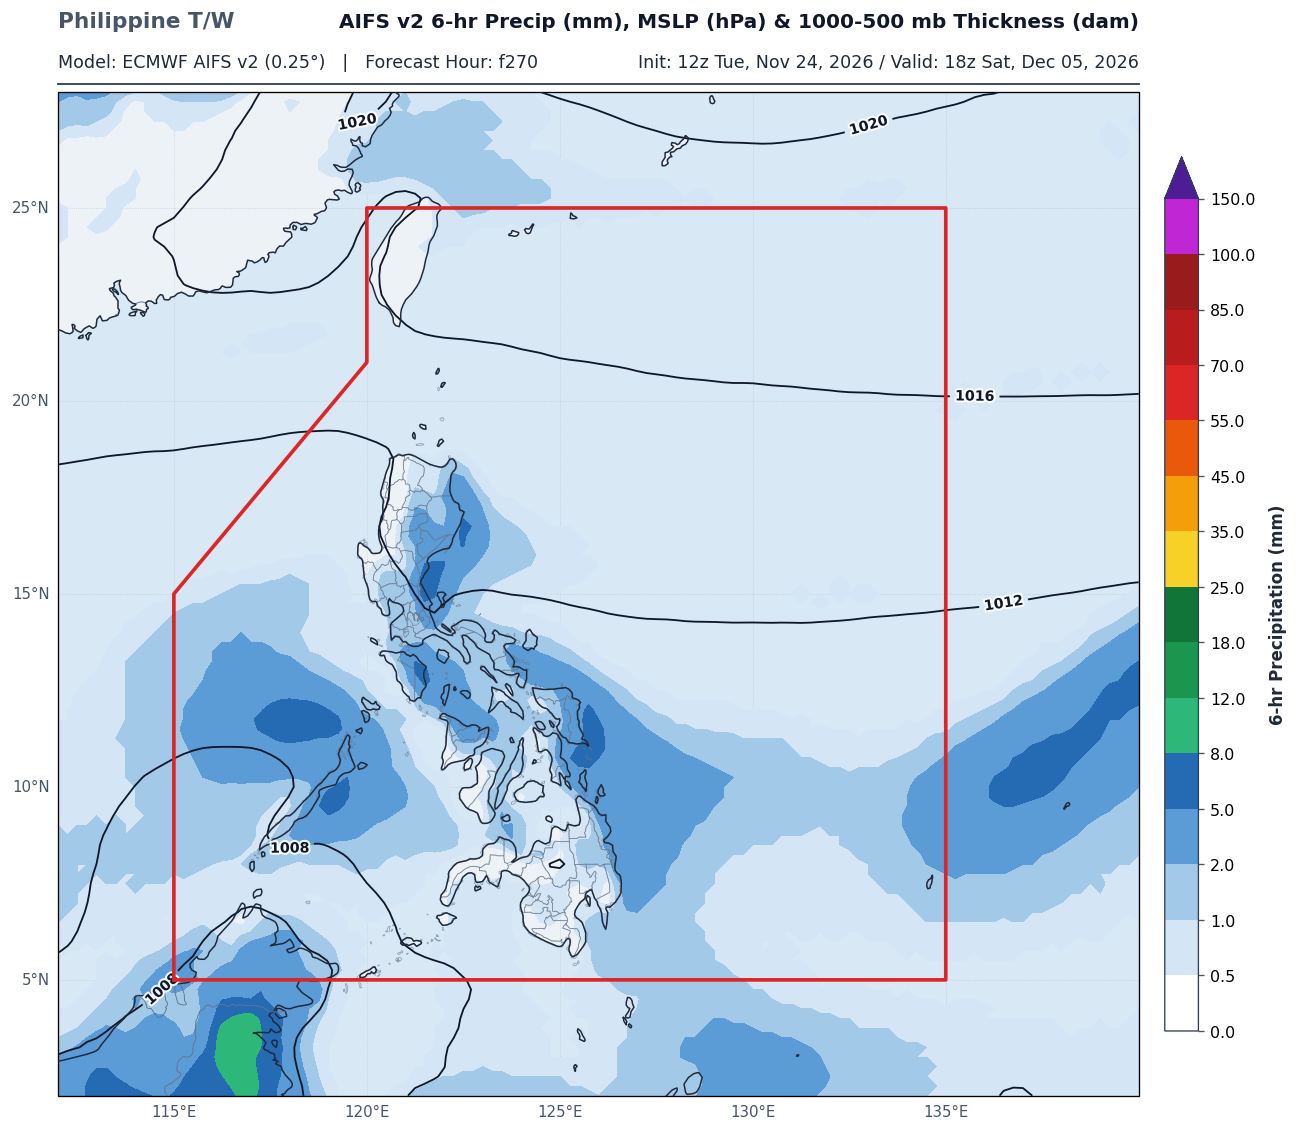 Philippine T/W
AIFS v2 6-hr Precip (mm), MSLP (hPa) & 1000-500 mb Thickness (dam)
Model: ECMWF AIFS v2 (0.25°)   |   Forecast Hour: f270
Init: 12z Tue, Nov 24, 2026 / Valid: 18z Sat, Dec 05, 2026
1020
1020
25°N
20°N
1016
15°N
1012
10°N
1008
5°N
1008
115°E
120°E
125°E
130°E
135°E
150.0
100.0
85.0
70.0
55.0
45.0
35.0
25.0
18.0
12.0
8.0
5.0
2.0
1.0
0.5
0.0
6-hr Precipitation (mm)